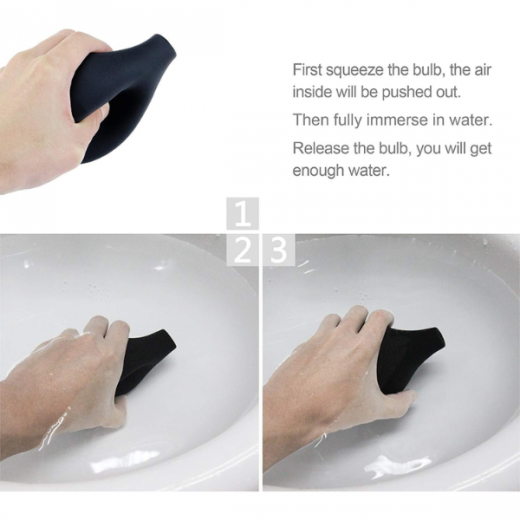 First squeeze the bulb, the air
inside will be pushed out.
Then fully immerse in water.
Release the bulb, you will get
enough water.
1
2 3